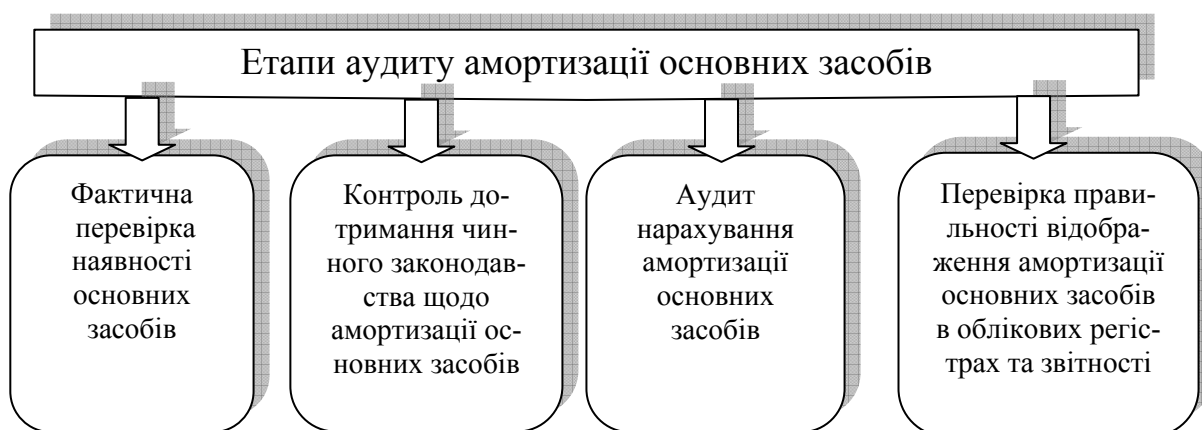 Етапи аудиту амортизації основних засобів
Фактична
перевірка
наявності
основних
засобів
Контроль до-
тримання чин-
ного законодав-
ства щодо
амортизації ос-
новних засобів
Аудит
нарахування
амортизації
основних
засобів
Перевірка прави-
льності відобра-
ження амортизації
основних засобів
в облікових регіс-
трах та звітності